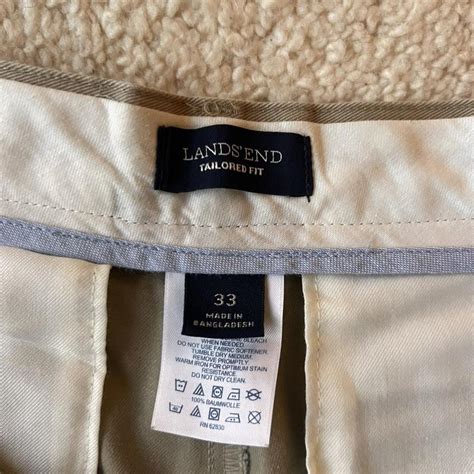 LANDS' END
TAILORED FIT
33
MADE IN
BANGLADESH
BLEACH
WHEN NEEDED.
DO NOT USE FABRIC SOFTENER.
TUMBLE DRY MEDIUM.
REMOVE PROMPTLY.
WARM IRON FOR OPTIMUM STAIN
RESISTANCE.
DO NOT DRY CLEAN.
100% BAUMWOLLE
RN 62830